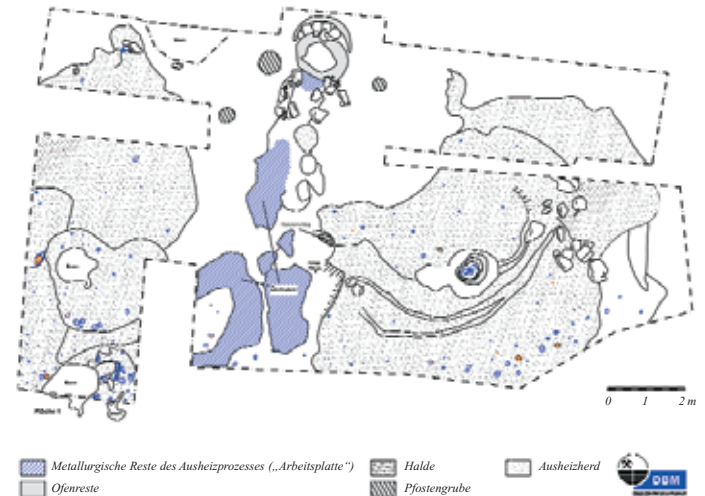 0 1 2 m
Metallurgische Reste des Ausheizprozesses („Arbeitsplatte“)
Halde
Ausheizherd
Ofenreste
Pfostengrube
DBM